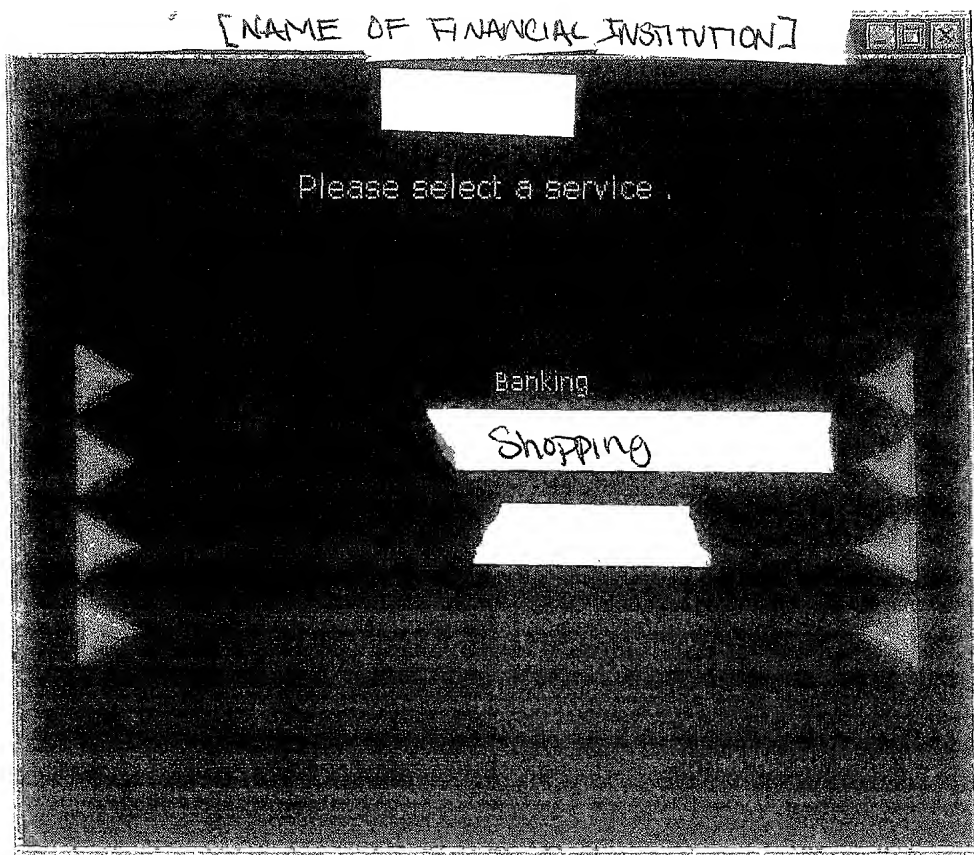 [NAME OF FINANCIAL INSTITUTION]
Please select a service .
Banking
Shopping